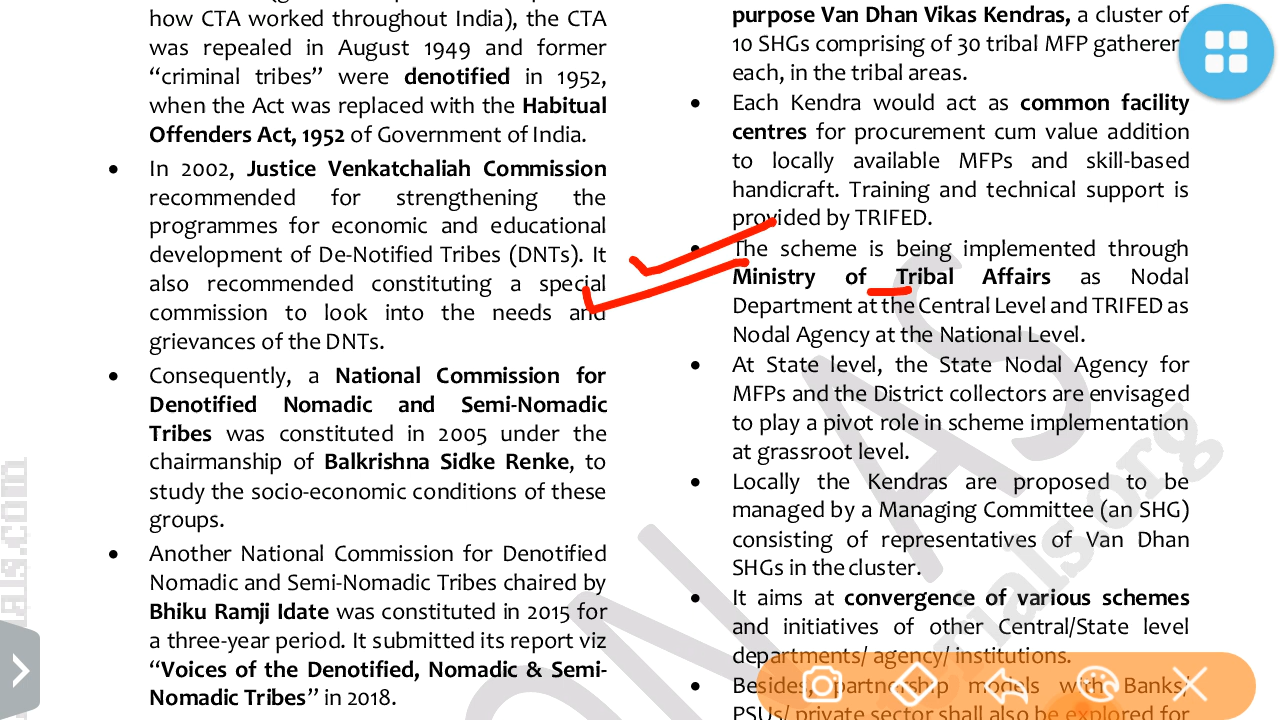 how CTA worked throughout India), the CTA
was repealed in August 1949 and former
“criminal tribes” were denotified in 1952,
when the Act was replaced with the Habitual
Offenders Act, 1952 of Government of India.
• In 2002, Justice Venkatchaliah Commission
recommended for strengthening the
programmes for economic and educational
development of De-Notified Tribes (DNTs). It
also recommended constituting a special
commission to look into the needs and
grievances of the DNTs.
• Consequently, a National Commission for
Denotified Nomadic and Semi-Nomadic
Tribes was constituted in 2005 under the
chairmanship of Balkrishna Sidke Renke, to
study the socio-economic conditions of these
groups.
• Another National Commission for Denotified
Nomadic and Semi-Nomadic Tribes chaired by
Bhiku Ramji Idate was constituted in 2015 for
a three-year period. It submitted its report viz
“Voices of the Denotified, Nomadic & Semi-
Nomadic Tribes” in 2018.
purpose Van Dhan Vikas Kendras, a cluster of
10 SHGs comprising of 30 tribal MFP gatherers
each, in the tribal areas.
• Each Kendra would act as common facility
centres for procurement cum value addition
to locally available MFPs and skill-based
handicraft. Training and technical support is
provided by TRIFED.
• The scheme is being implemented through
Ministry of Tribal Affairs as Nodal
Department at the Central Level and TRIFED as
Nodal Agency at the National Level.
• At State level, the State Nodal Agency for
MFPs and the District collectors are envisaged
to play a pivot role in scheme implementation
at grassroot level.
• Locally the Kendras are proposed to be
managed by a Managing Committee (an SHG)
consisting of representatives of Van Dhan
SHGs in the cluster.
• It aims at convergence of various schemes
and initiatives of other Central/State level
departments/ agency/ institutions.
• Besides, partnership models with Banks/
PSUs/ private sector shall also be explored for